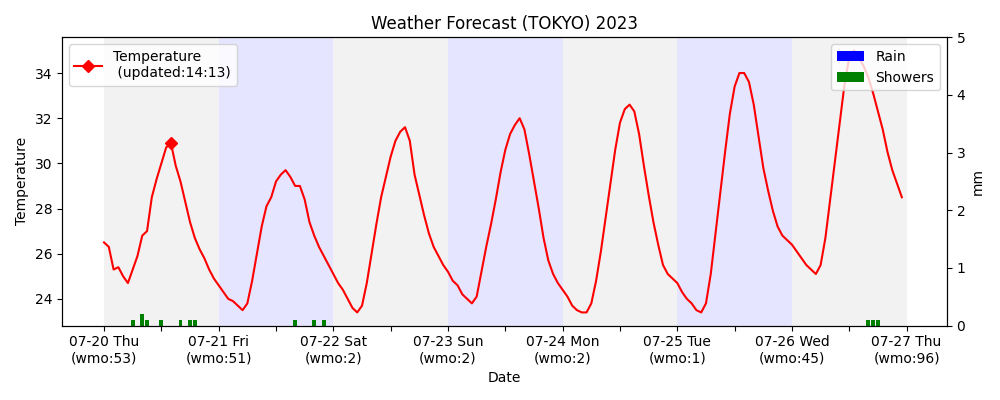 Weather Forecast (TOKYO) 2023
Temperature
(updated:14:13)
Rain
Showers
Temperature
34
32
30
28
26
24
5
4
3
2
1
0
mm
07-20 Thu
(wmo:53)
07-21 Fri
(wmo:51)
07-22 Sat
(wmo:2)
07-23 Sun
(wmo:2)
07-24 Mon
(wmo:2)
07-25 Tue
(wmo:1)
07-26 Wed
(wmo:45)
07-27 Thu
(wmo:96)
Date